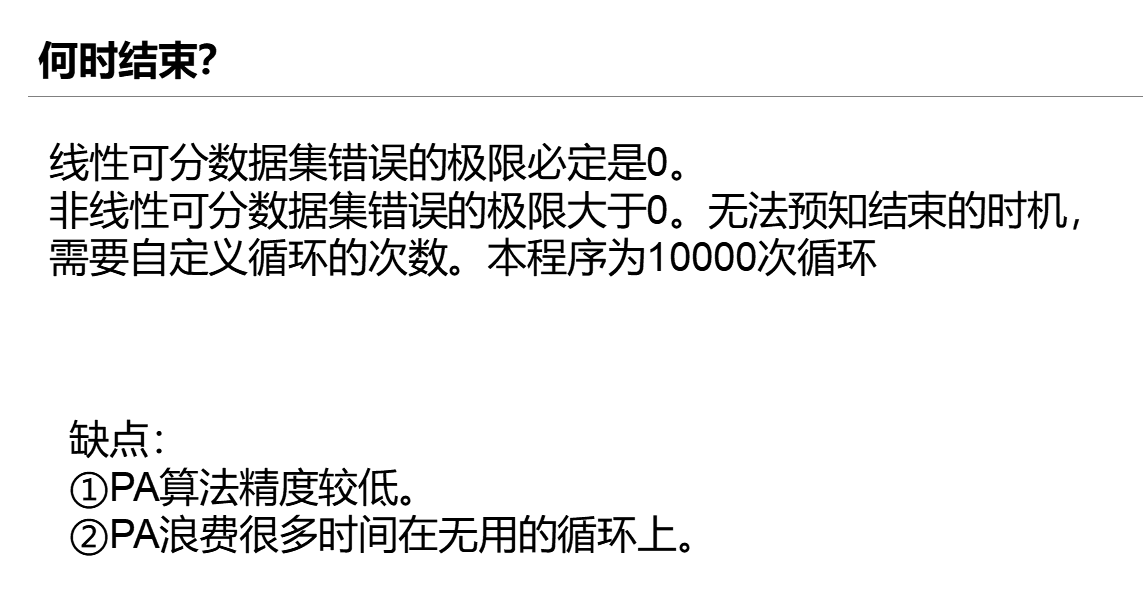 何时结束？
线性可分数据集错误的极限必定是0。
非线性可分数据集错误的极限大于0。无法预知结束的时机，
需要自定义循环的次数。本程序为10000次循环
缺点：
①PA算法精度较低。
②PA浪费很多时间在无用的循环上。